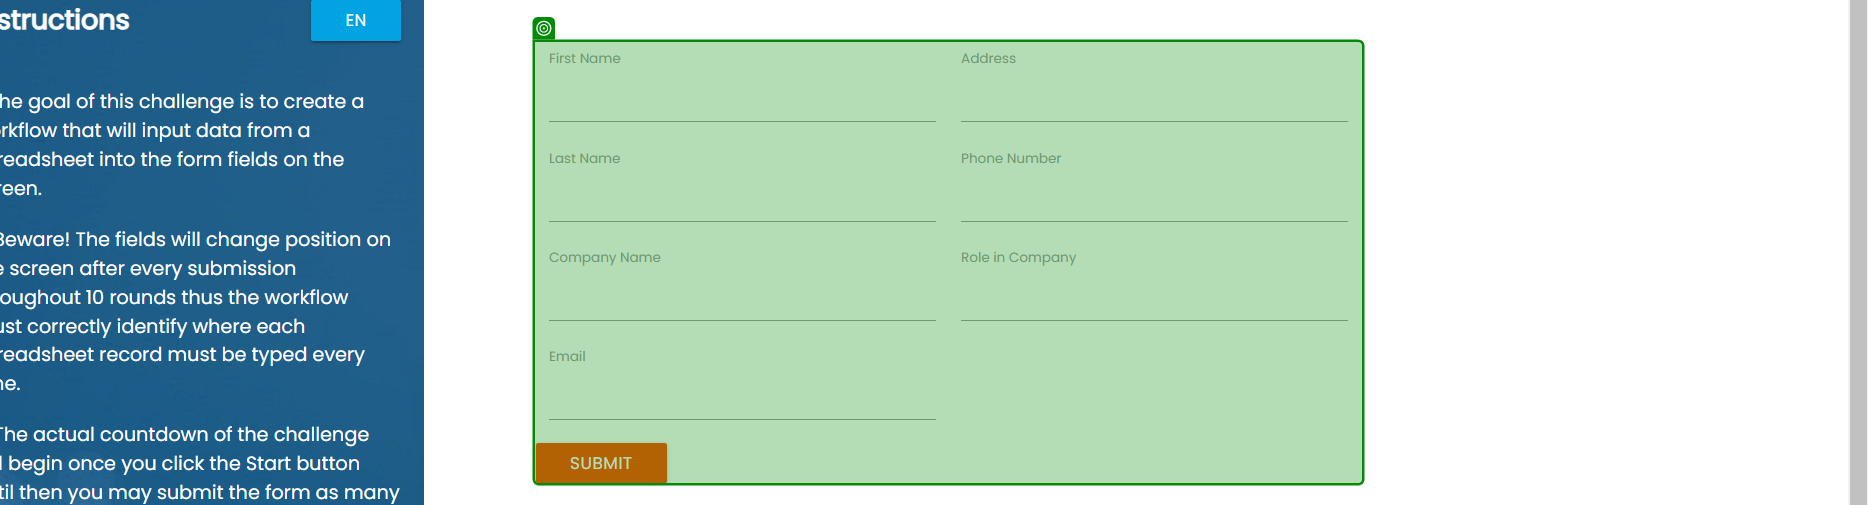 structions
EN
he goal of this challenge is to create a
rkflow that will input data from a
readsheet into the form fields on the
reen.
Beware! The fields will change position on
e screen after every submission
oughout 10 rounds thus the workflow
ust correctly identify where each
readsheet record must be typed every
ne.
The actual countdown of the challenge
l begin once you click the Start button
til then you may submit the form as many
First Name
Address
Last Name
Phone Number
Company Name
Role in Company
Email
SUBMIT